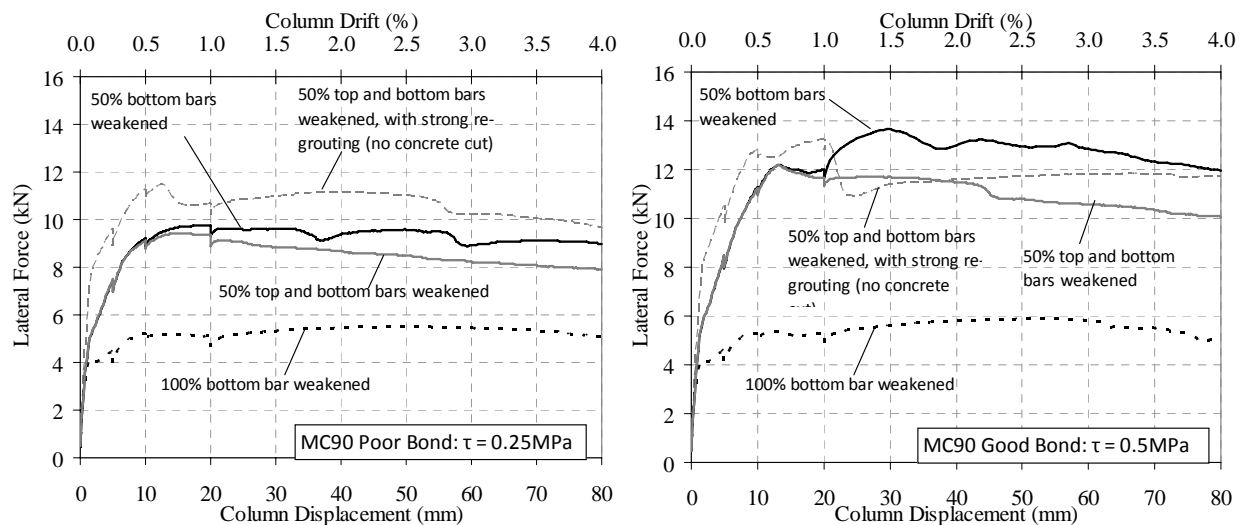 Column Drift (%)
0.0 0.5 1.0 1.5 2.0 2.5 3.0 3.5 4.0
16
14
12
10
8
6
4
2
0
Lateral Force (kN)
50% bottom bars
weakened
50% top and bottom bars
weakened, with strong re-
grouting (no concrete cut)
50% top and bottom bars weakened
100% bottom bar weakened
MC90 Poor Bond: τ = 0.25MPa
0 10 20 30 40 50 60 70 80
Column Displacement (mm)
Column Drift (%)
0.0 0.5 1.0 1.5 2.0 2.5 3.0 3.5 4.0
16
14
12
10
8
6
4
2
0
Lateral Force (kN)
50% bottom bars
weakened
50% top and bottom bars
weakened, with strong re-
grouting (no concrete
cut)
50% top and bottom
bars weakened
100% bottom bar weakened
MC90 Good Bond: τ = 0.5MPa
0 10 20 30 40 50 60 70 80
Column Displacement (mm)